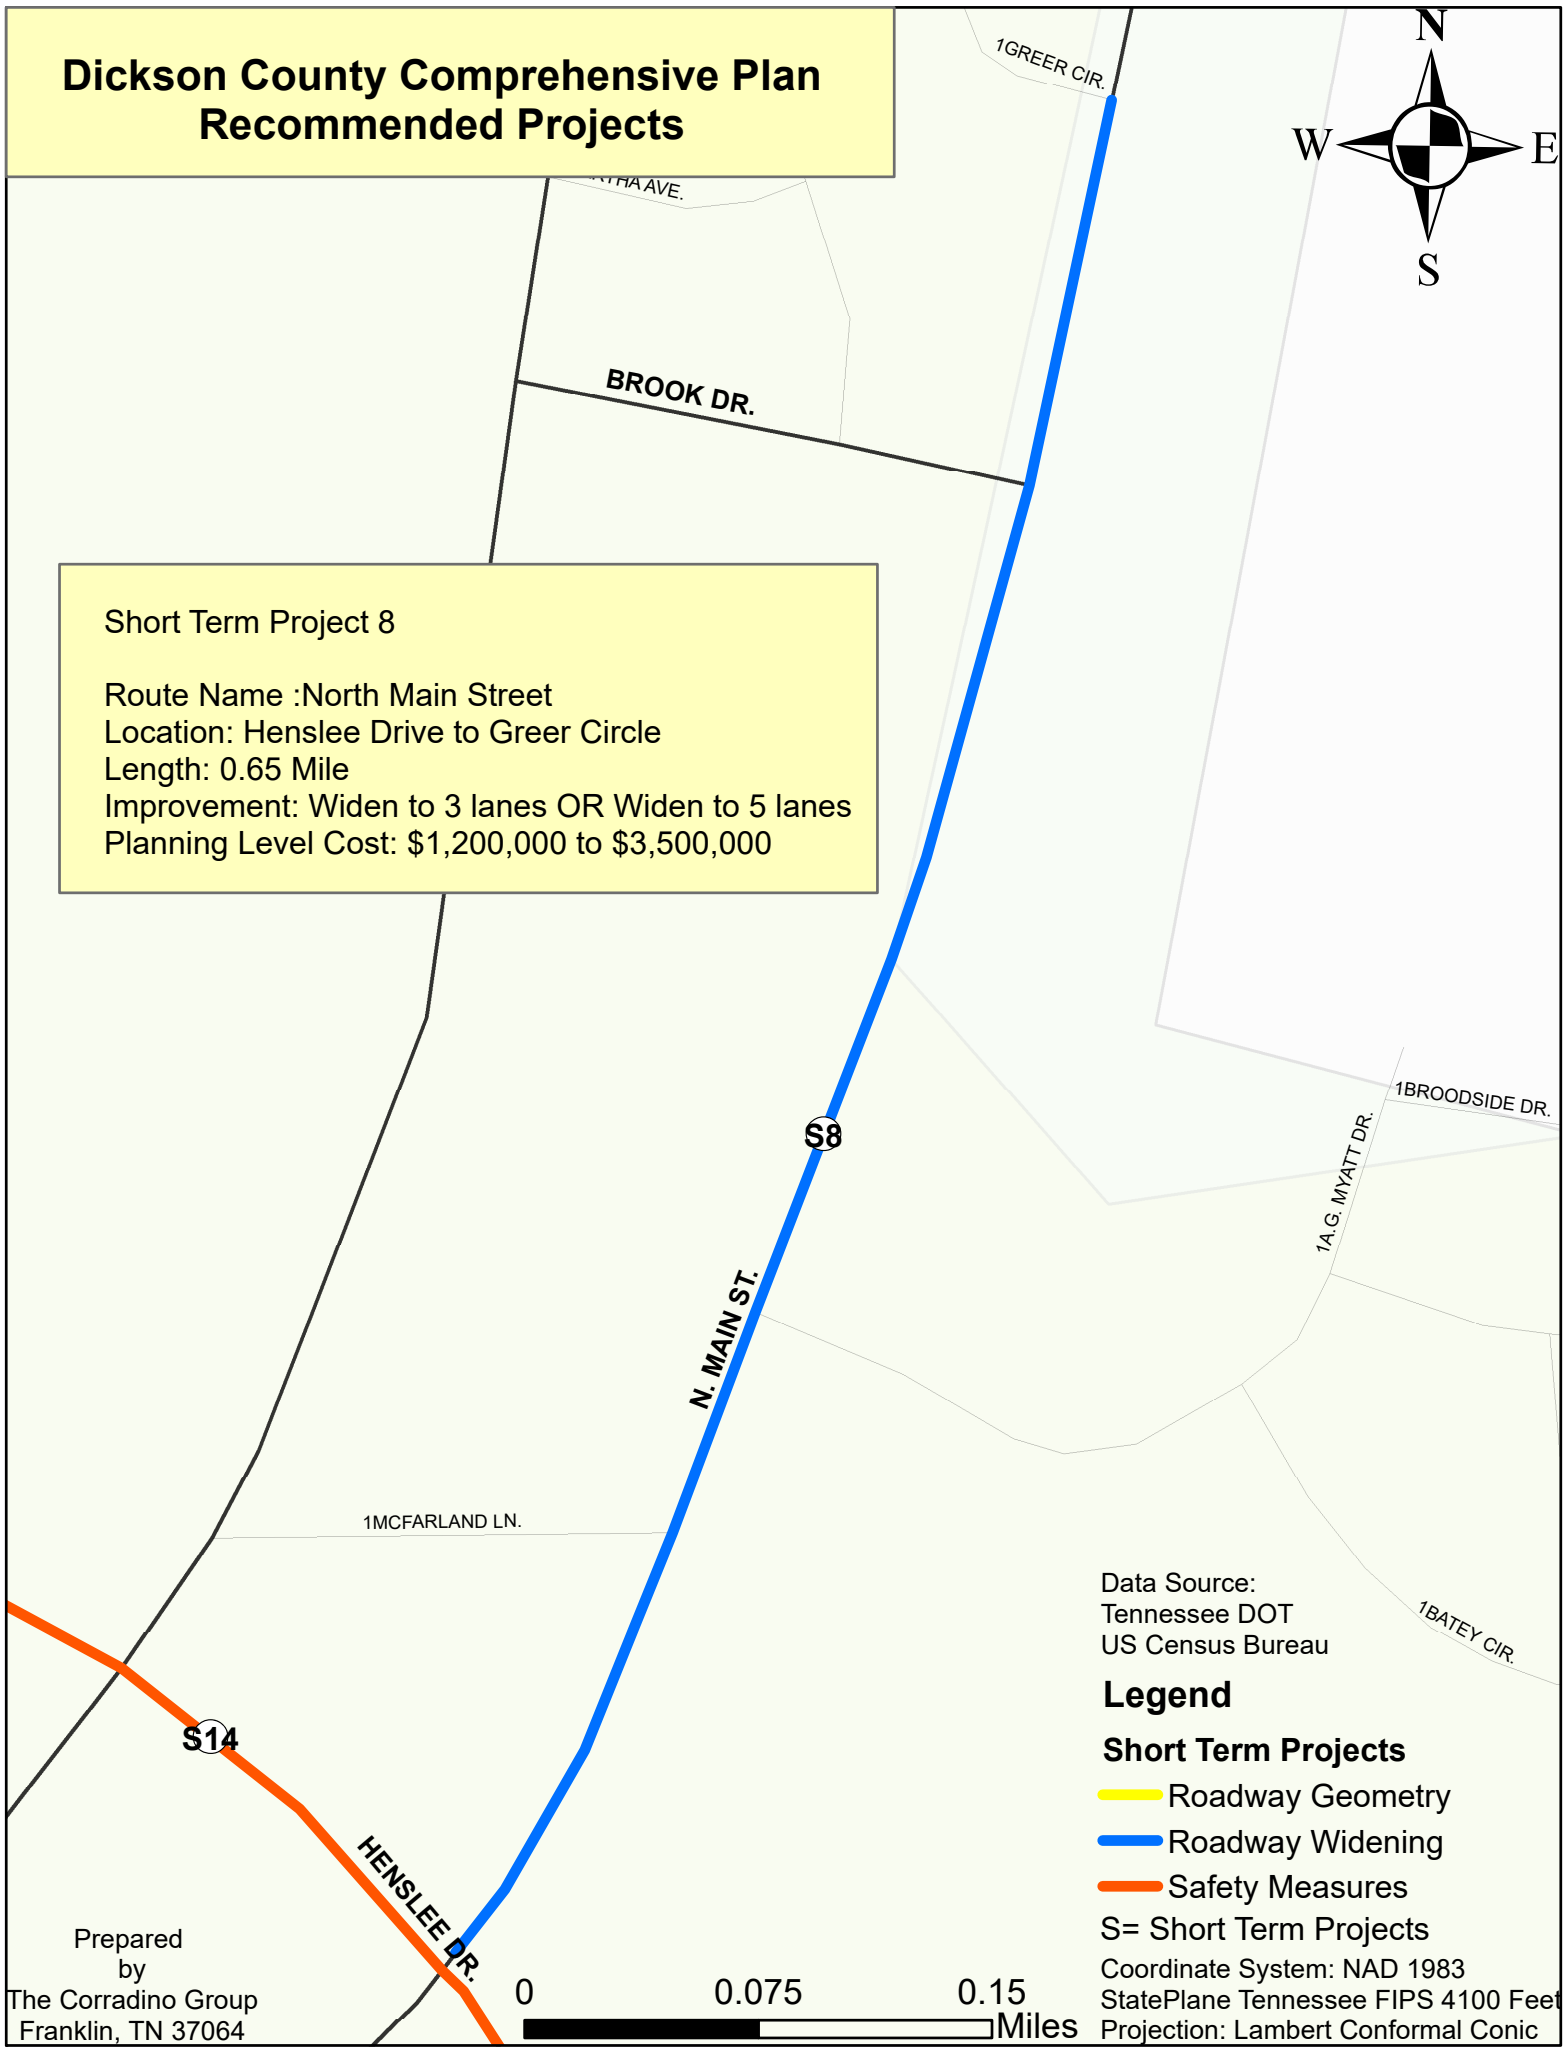 Dickson County Comprehensive Plan
Recommended Projects
N
W
E
S
1GREER CIR.
AVE.
BROOK DR.
Short Term Project 8
Route Name :North Main Street
Location: Henslee Drive to Greer Circle
Length: 0.65 Mile
Improvement: Widen to 3 lanes OR Widen to 5 lanes
Planning Level Cost: $1,200,000 to $3,500,000
1BROODSIDE DR.
1A.G. MYATT DR.
S8
N. MAIN ST.
1MCFARLAND LN.
1BATEY CIR.
S14
HENSLEE DR.
Data Source:
Tennessee DOT
US Census Bureau
Legend
Short Term Projects
Roadway Geometry
Roadway Widening
Safety Measures
S= Short Term Projects
Coordinate System: NAD 1983
StatePlane Tennessee FIPS 4100 Feet
Projection: Lambert Conformal Conic
0 0.075 0.15
Miles
Prepared
by
The Corradino Group
Franklin, TN 37064